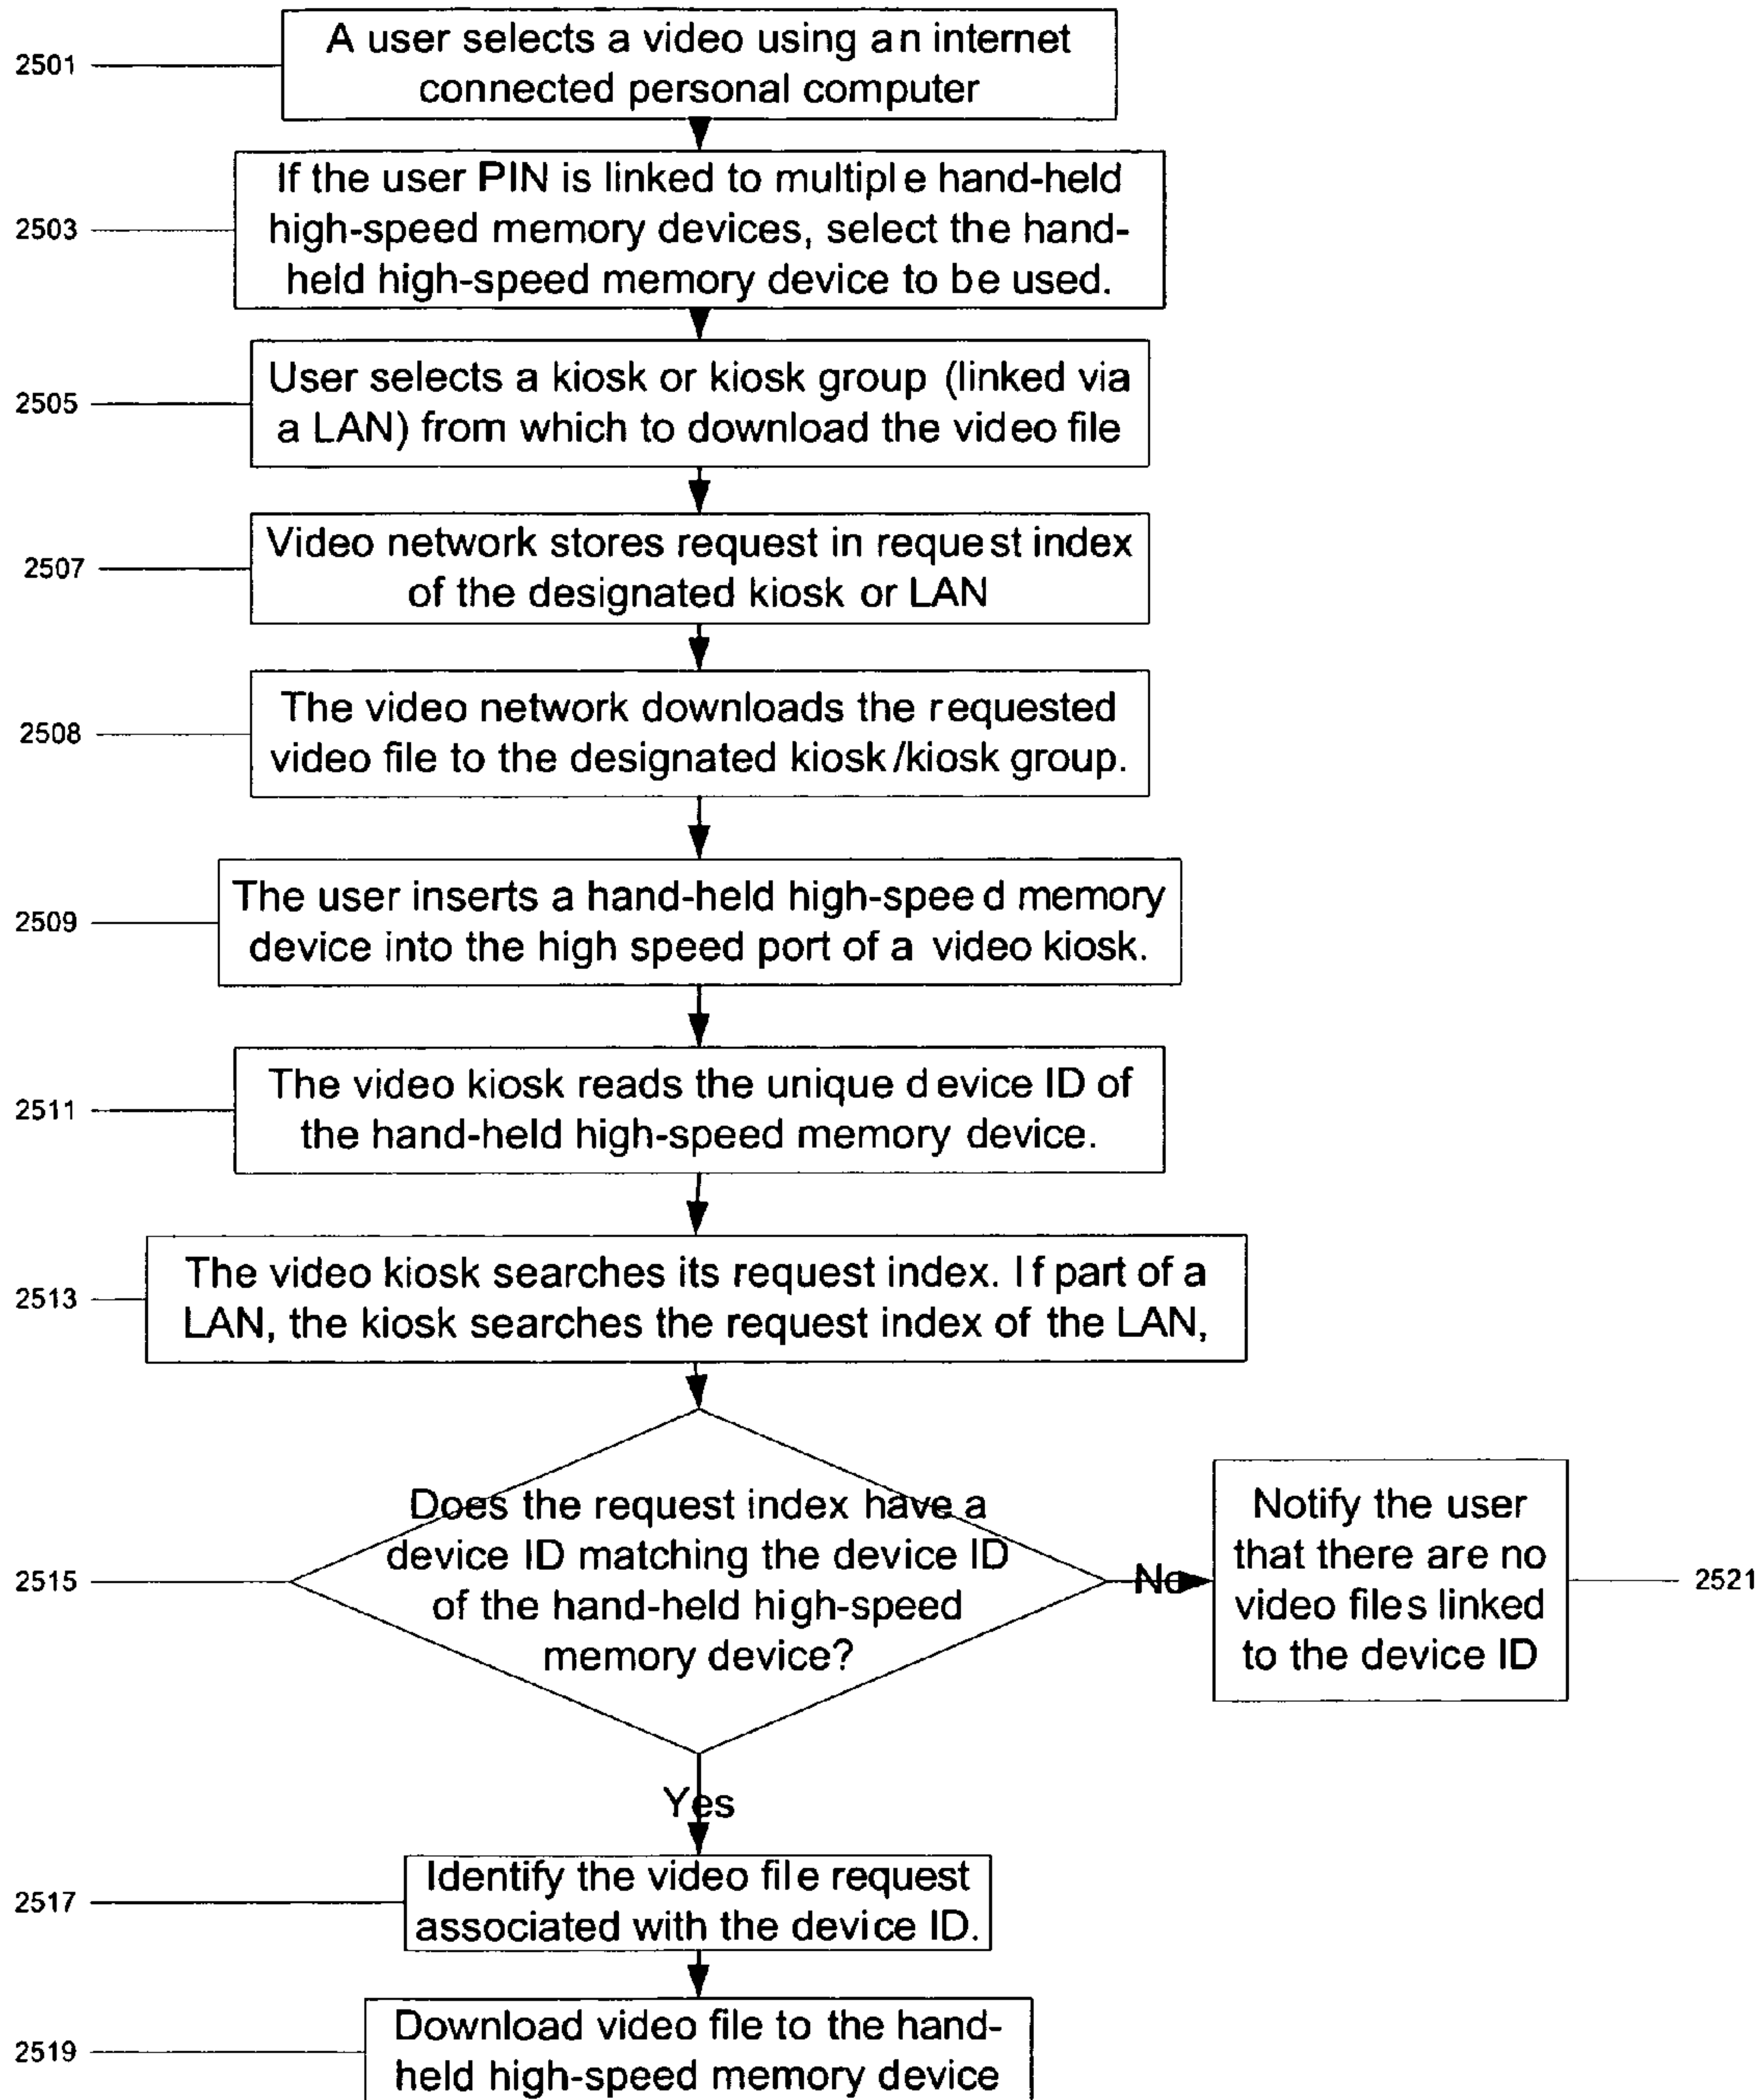 2501
A user selects a video using an internet
connected personal computer
2503
If the user PIN is linked to multiple hand-held
high-speed memory devices, select the hand-
held high-speed memory device to be used.
2505
User selects a kiosk or kiosk group (linked via
a LAN) from which to download the video file
2507
Video network stores request in request index
of the designated kiosk or LAN
2508
The video network downloads the requested
video file to the designated kiosk/kiosk group.
2509
The user inserts a hand-held high-speed memory
device into the high speed port of a video kiosk.
2511
The video kiosk reads the unique device ID of
the hand-held high-speed memory device.
2513
The video kiosk searches its request index. If part of a
LAN, the kiosk searches the request index of the LAN,
2515
Does the request index have a
device ID matching the device ID
of the hand-held high-speed
memory device?
No
Notify the user
that there are no
video files linked
to the device ID
2521
Yes
2517
Identify the video file request
associated with the device ID.
2519
Download video file to the hand-
held high-speed memory device